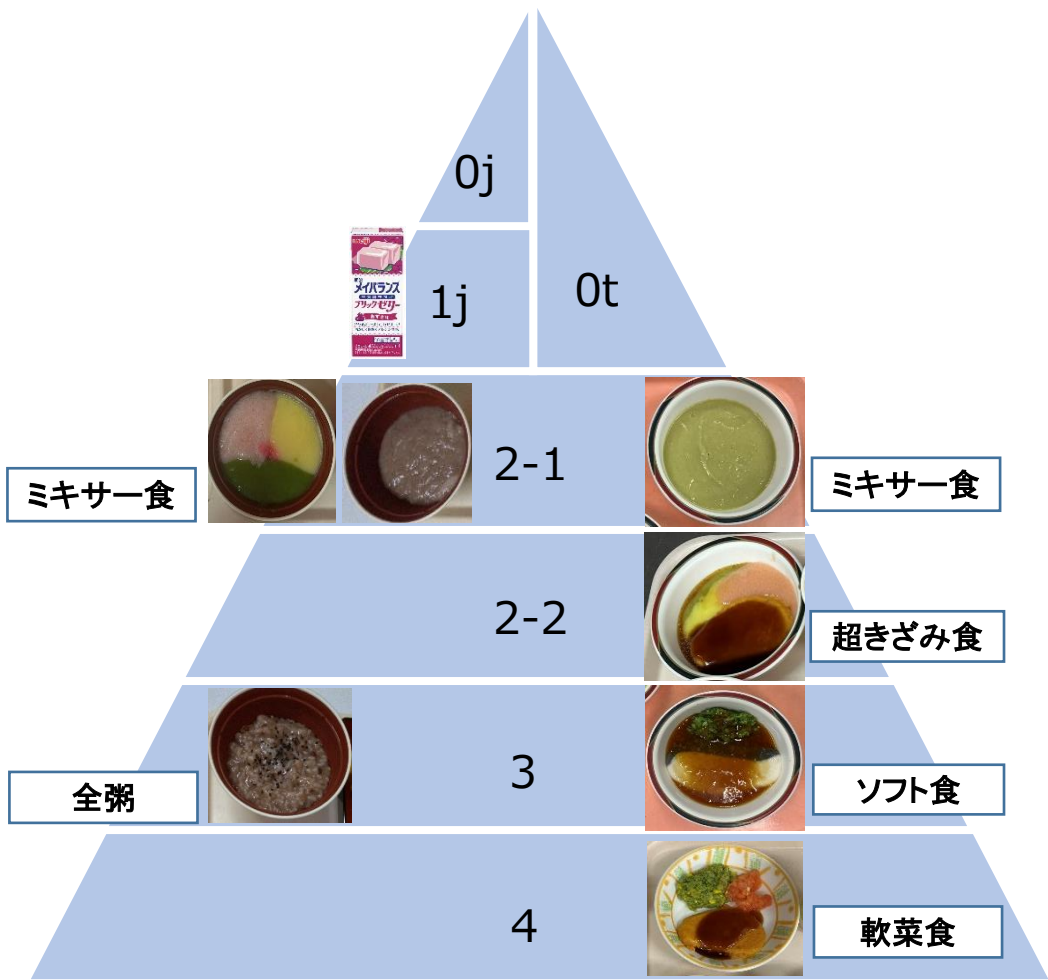 0j
メイバランス
ブリックゼリー
1j
0t
2-1
ミキサー食
ミキサー食
2-2
超きざみ食
全粥
3
ソフト食
4
軟菜食